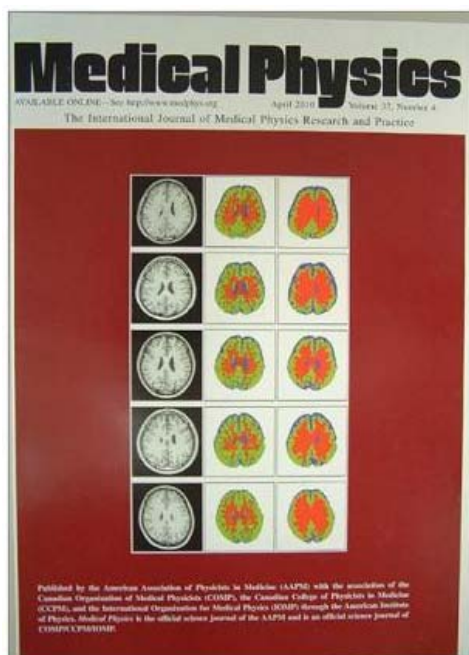 Medical Physics
AVAILABLE ONLINE—See http://www.medphys.org April 2010 Volume 37, Number 4
The International Journal of Medical Physics Research and Practice
Published by the American Association of Physicists in Medicine (AAPM) with the association of the
Canadian Organization of Medical Physicists (COMP), the Canadian College of Physicists in Medicine
(CCPM), and the International Organization for Medical Physics (IOMP) through the American Institute
of Physics. Medical Physics is the official science journal of the AAPM and is an official science journal of
COMP/CCPM/IOMP.